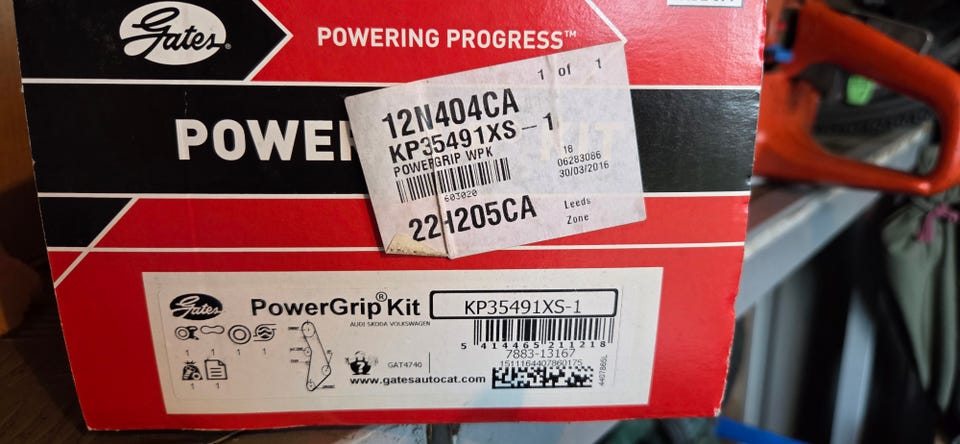 Gates®
POWERING PROGRESS™
POWER KIT
1 of 1
12N404CA
KP35491XS-1
POWERGRIP WPK
18
06283086
30/03/2016
603020
22H205CA
Leeds
Zone
Gates
PowerGrip® Kit
KP35491XS-1
AUDI SKODA VOLKSWAGEN
5 414465 211218
1 1 1
7883-13167
GAT4740
1511164407860175
1 1
www.gatesautocat.com
4407886L